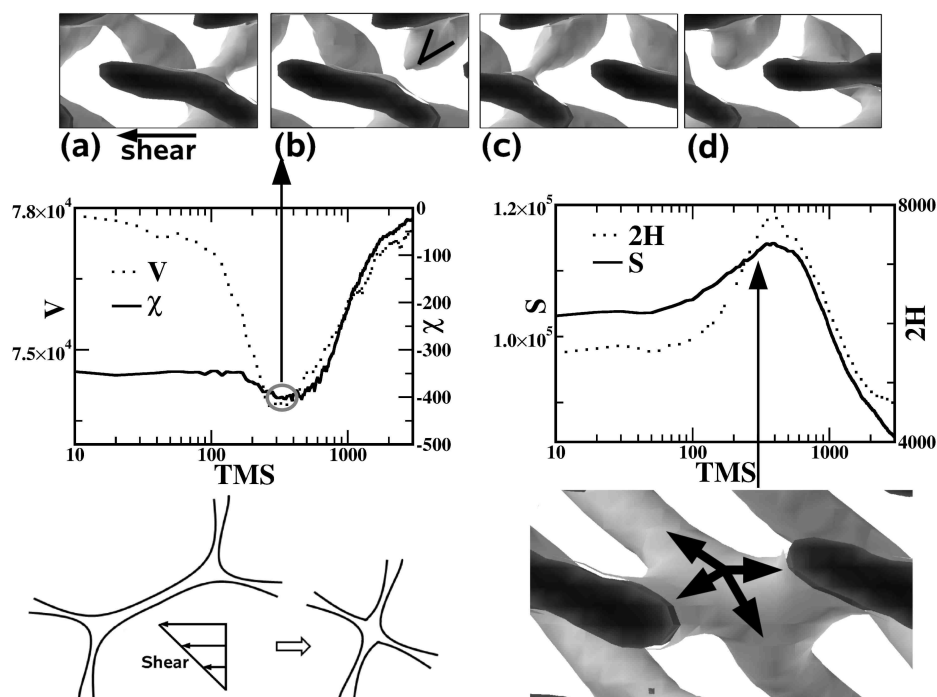 (a)
shear
(b)
(c)
(d)
7.8×10⁴
0
-100
V
V
-200
χ
χ
-300
7.5×10⁴
-400
-500
10
100
1000
TMS
1.2×10⁵
8000
2H
S
S
2H
1.0×10⁵
4000
10
100
1000
TMS
Shear